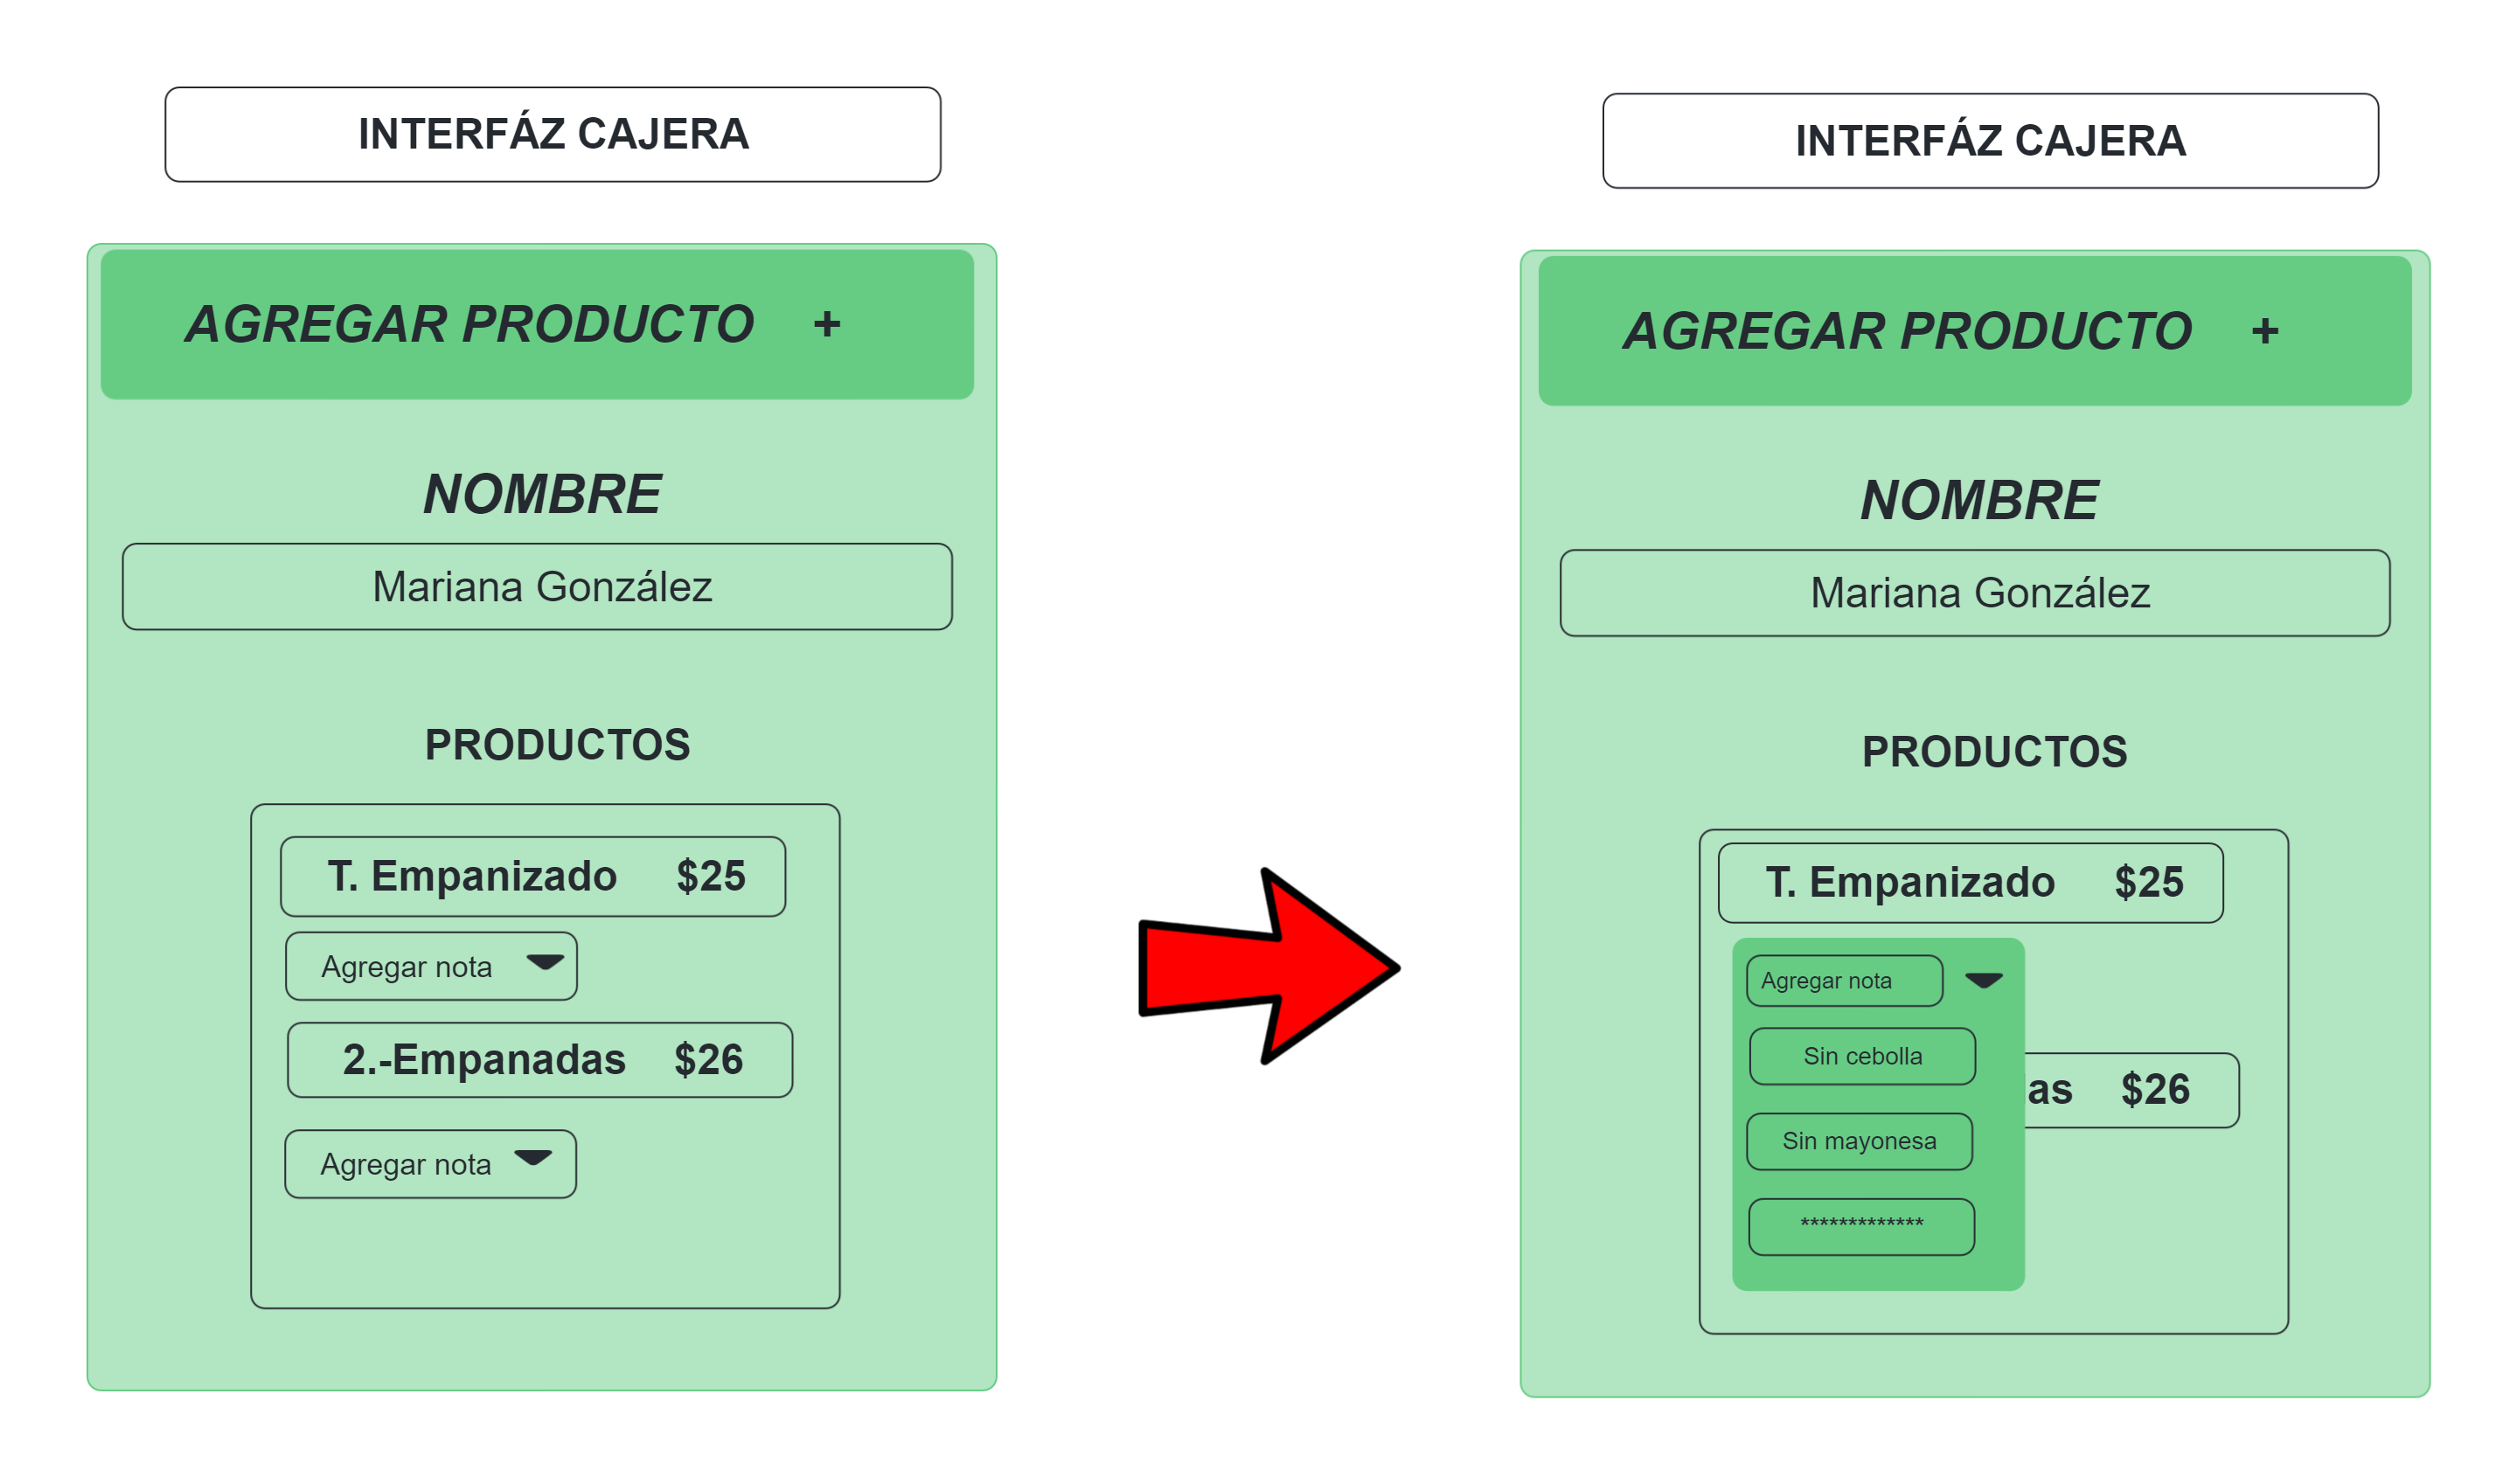 INTERFÁZ CAJERA
AGREGAR PRODUCTO +
NOMBRE
Mariana González
PRODUCTOS
T. Empanizado $25
Agregar nota
2.-Empanadas $26
Agregar nota
INTERFÁZ CAJERA
AGREGAR PRODUCTO +
NOMBRE
Mariana González
PRODUCTOS
T. Empanizado $25
Agregar nota
Sin cebolla
as $26
Sin mayonesa
*************